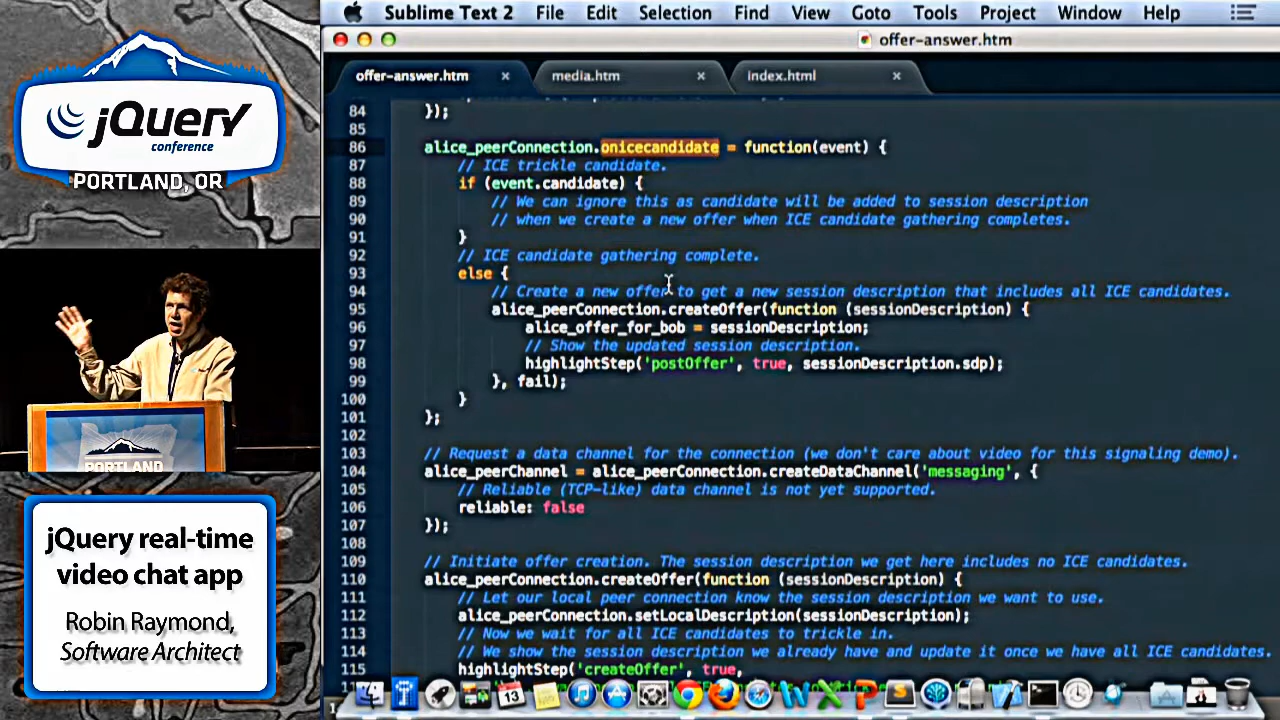 Sublime Text 2 File Edit Selection Find View Goto Tools Project Window Help
offer-answer.htm
offer-answer.htm × media.htm × index.html ×
jQuery
conference
PORTLAND, OR
84 });
85
86 alice_peerConnection.onicecandidate = function(event) {
87 // ICE trickle candidate.
88 if (event.candidate) {
89 // We can ignore this as candidate will be added to session description
90 // when we create a new offer when ICE candidate gathering completes.
91 }
92 // ICE candidate gathering complete.
93 else {
94 // Create a new offer to get a new session description that includes all ICE candidates.
95 alice_peerConnection.createOffer(function (sessionDescription) {
96 alice_offer_for_bob = sessionDescription;
97 // Show the updated session description.
98 highlightStep('postOffer', true, sessionDescription.sdp);
99 }, fail);
100 }
101 };
102
103 // Request a data channel for the connection (we don't care about video for this signaling demo).
104 alice_peerChannel = alice_peerConnection.createDataChannel('messaging', {
105 // Reliable (TCP-like) data channel is not yet supported.
106 reliable: false
107 });
108
109 // Initiate offer creation. The session description we get here includes no ICE candidates.
110 alice_peerConnection.createOffer(function (sessionDescription) {
111 // Let our local peer connection know the session description we want to use.
112 alice_peerConnection.setLocalDescription(sessionDescription);
113 // Now we wait for all ICE candidates to trickle in.
114 // We show the session description we already have and update it once we have all ICE candidates.
115 highlightStep('createOffer', true,
PORTLAND
jQuery real-time
video chat app
Robin Raymond,
Software Architect
13